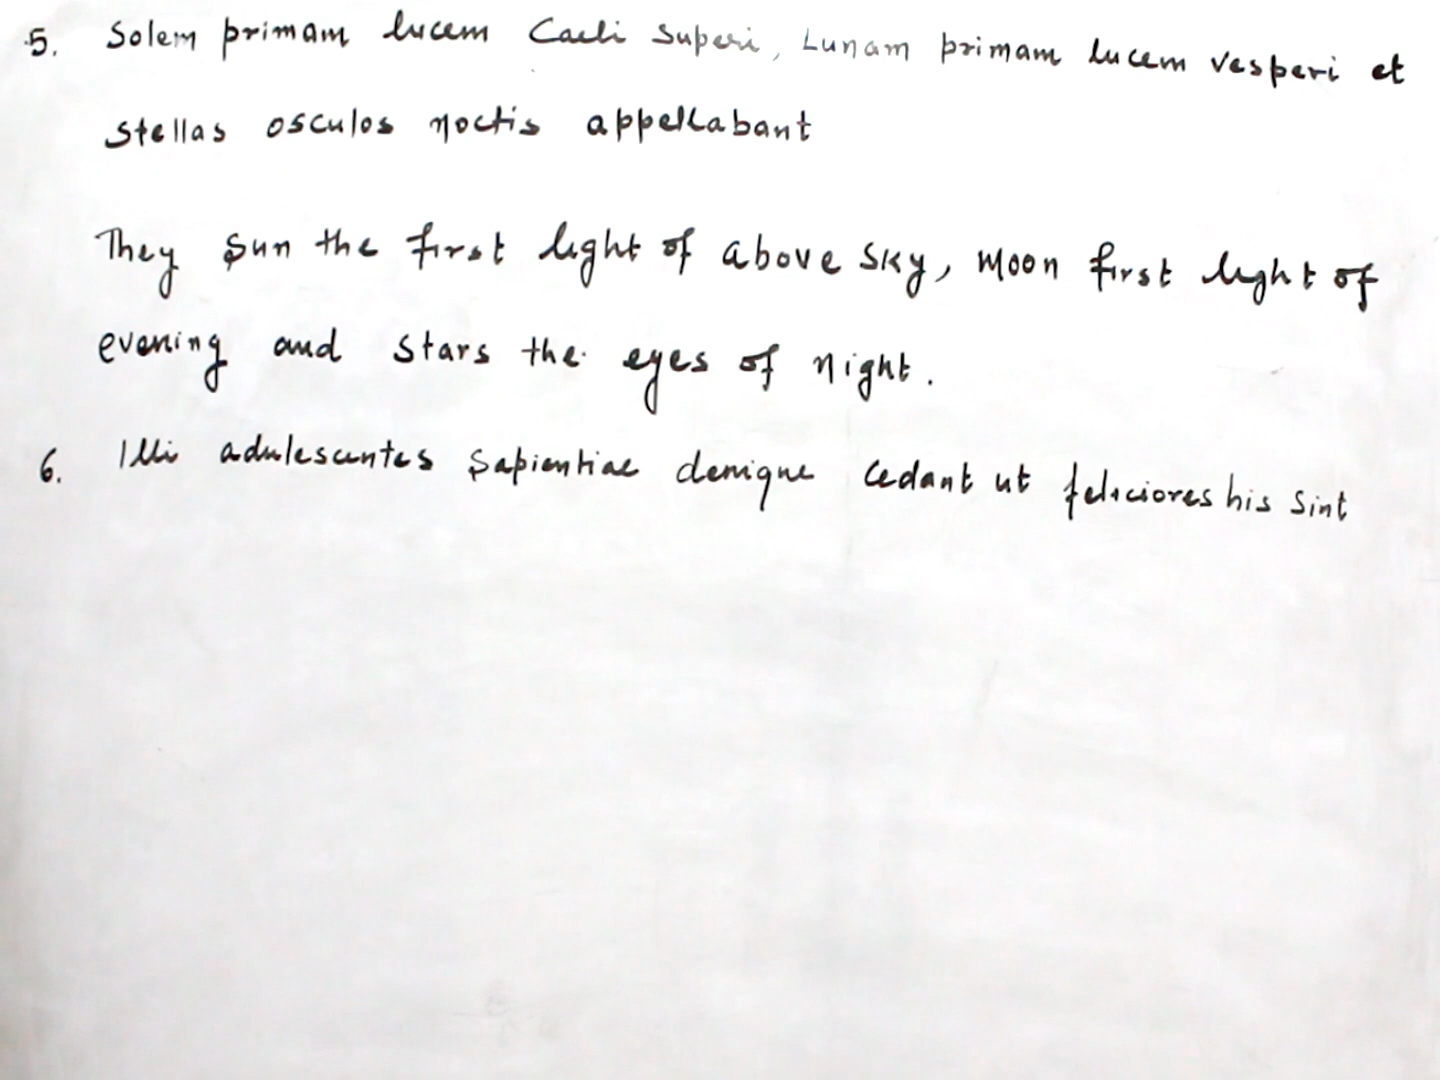 5. Solem primam lucem Caeli Superi, Lunam primam lucem vesperi et
stellas osculos noctis appellabant
They sun the first light of above sky, moon first light of
evening and stars the eyes of night.
6. Illi adulescentes sapientiae denique cedant ut feliciores his sint